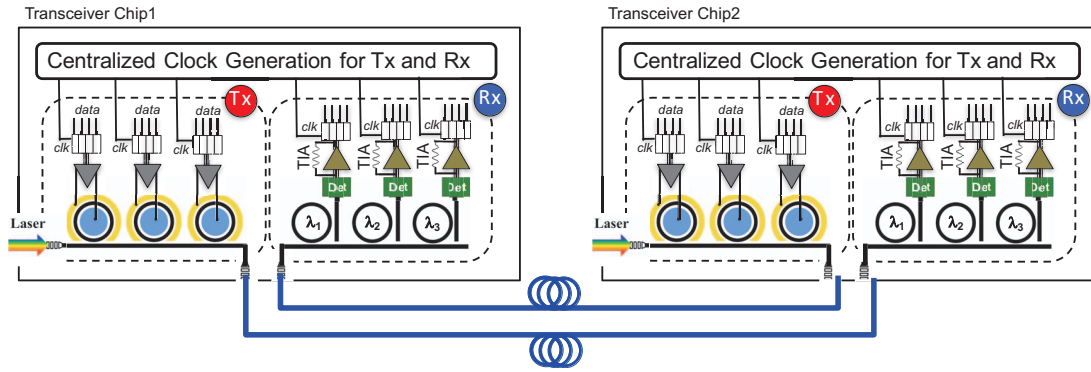 Transceiver Chip1
Transceiver Chip2
Centralized Clock Generation for Tx and Rx
Tx
Rx
data
data
data
clk
clk
clk
clk
clk
clk
TIA
TIA
TIA
Det
Det
Det
Laser
λ1
λ2
λ3
Centralized Clock Generation for Tx and Rx
Tx
Rx
data
data
data
clk
clk
clk
clk
clk
clk
TIA
TIA
TIA
Det
Det
Det
Laser
λ1
λ2
λ3